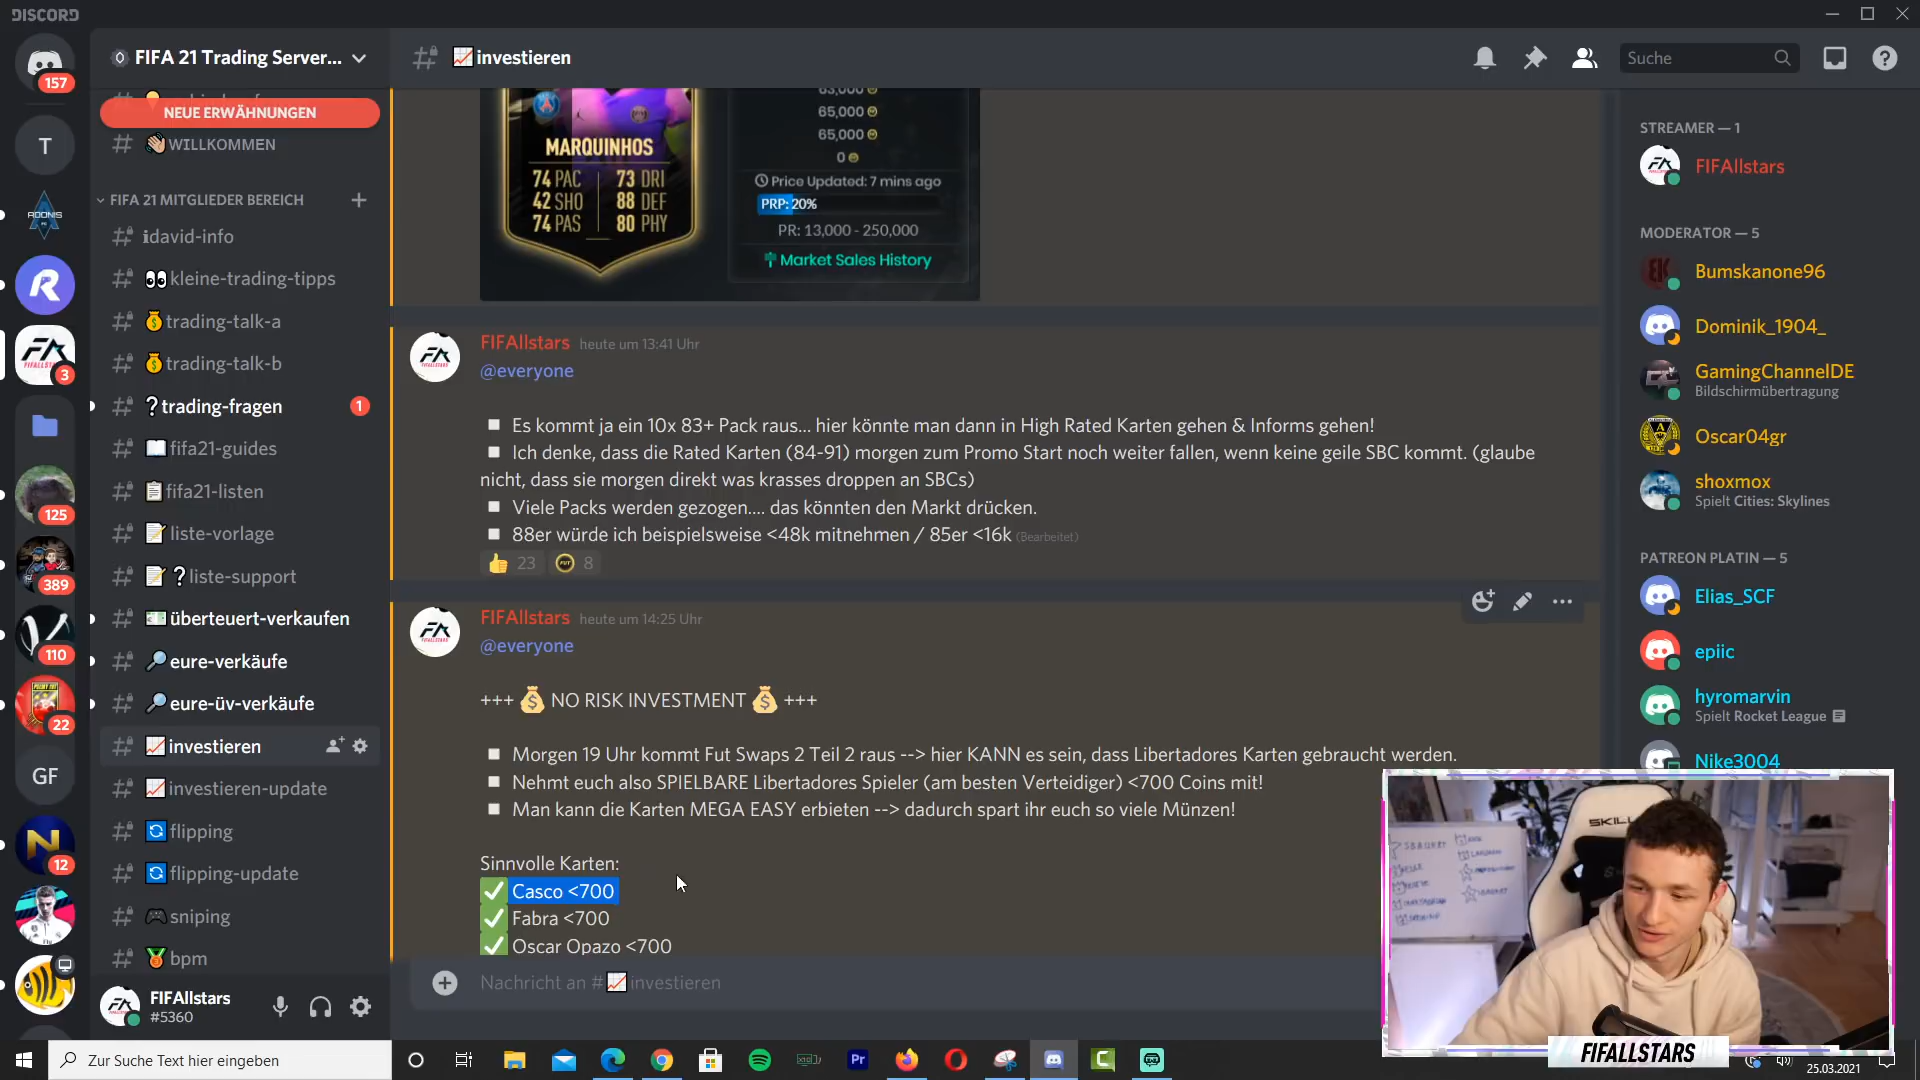 DISCORD
157
FIFA 21 Trading Server...
NEUE ERWÄHNUNGEN
WILLKOMMEN
FIFA 21 MITGLIEDER BEREICH
david-info
kleine-trading-tipps
trading-talk-a
trading-talk-b
trading-fragen
1
fifa21-guides
fifa21-listen
liste-vorlage
liste-support
überteuert-verkaufen
eure-verkäufe
eure-üv-verkäufe
investieren
investieren-update
flipping
flipping-update
sniping
bpm
FIFAllstars
#5360
T
AOONIS
R
FA
FIFALLSTARS
3
125
389
110
22
GF
12
investieren
Suche
MARQUINHOS
74 PAC
73 DRI
42 SHO
88 DEF
74 PAS
80 PHY
63,000
65,000
65,000
0
Price Updated: 7 mins ago
PRP: 20%
PR: 13,000 - 250,000
Market Sales History
FIFAllstars heute um 13:41 Uhr
@everyone
Es kommt ja ein 10x 83+ Pack raus... hier könnte man dann in High Rated Karten gehen & Informs gehen!
Ich denke, dass die Rated Karten (84-91) morgen zum Promo Start noch weiter fallen, wenn keine geile SBC kommt. (glaube
nicht, dass sie morgen direkt was krasses droppen an SBCs)
Viele Packs werden gezogen.... das könnten den Markt drücken.
88er würde ich beispielsweise <48k mitnehmen / 85er <16k (Bearbeitet)
23
8
FIFAllstars heute um 14:25 Uhr
@everyone
+++ NO RISK INVESTMENT +++
Morgen 19 Uhr kommt Fut Swaps 2 Teil 2 raus --> hier KANN es sein, dass Libertadores Karten gebraucht werden.
Nehmt euch also SPIELBARE Libertadores Spieler (am besten Verteidiger) <700 Coins mit!
Man kann die Karten MEGA EASY erbieten --> dadurch spart ihr euch so viele Münzen!
Sinnvolle Karten:
Casco <700
Fabra <700
Oscar Opazo <700
Nachricht an # investieren
STREAMER — 1
FIFAllstars
MODERATOR — 5
Bumskanone96
Dominik_1904_
GamingChannelDE
Bildschirmübertragung
Oscar04gr
shoxmox
Spielt Cities: Skylines
PATREON PLATIN — 5
Elias_SCF
epiic
hyromarvin
Spielt Rocket League
Nike3004
SKILL
FIFALLSTARS
Zur Suche Text hier eingeben
Pr
25.03.2021